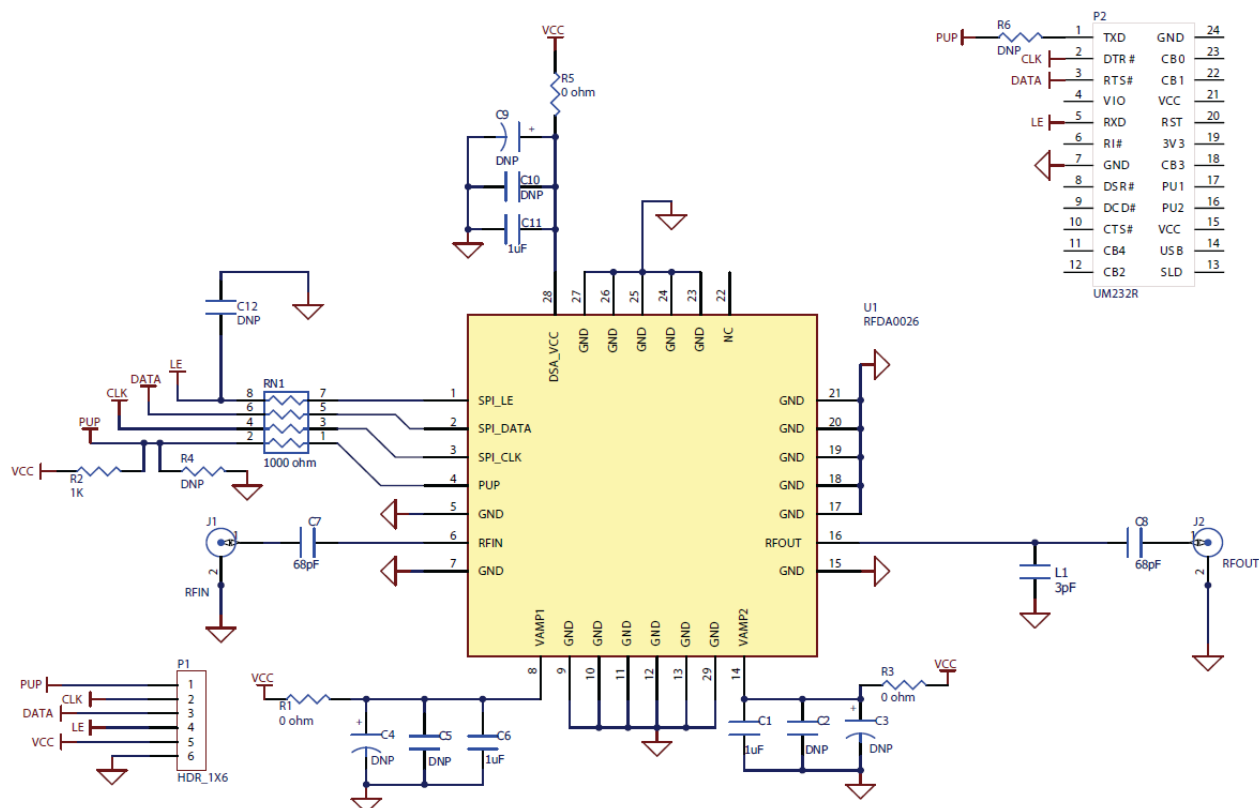 VCC
R5
0 ohm
C9
+
DNP
C10
DNP
C11
1uF
P2
R6
PUP
DNP
CLK
DATA
LE
1 TXD GND 24
2 DTR# CB0 23
3 RTS# CB1 22
4 VIO VCC 21
5 RXD RST 20
6 RI# 3V3 19
7 GND CB3 18
8 DSR# PU1 17
9 DCD# PU2 16
10 CTS# VCC 15
11 CB4 USB 14
12 CB2 SLD 13
UM232R
C12
DNP
LE
DATA
CLK
PUP
VCC
R2
1K
R4
DNP
RN1
8 7
6 5
4 3
2 1
1000 ohm
28 27 26 25 24 23 22
DSA_VCC GND GND GND GND GND NC
U1
RFDA0026
1 SPI_LE GND 21
2 SPI_DATA GND 20
3 SPI_CLK GND 19
4 PUP GND 18
5 GND GND 17
6 RFIN RFOUT 16
7 GND GND 15
VAMP1 GND GND GND GND GND GND VAMP2
8 9 10 11 12 13 29 14
J1
1
2
RFIN
C7
68pF
C8
68pF
J2
1
2
RFOUT
L1
3pF
P1
PUP 1
CLK 2
DATA 3
LE 4
VCC 5
6
HDR_1X6
VCC
R1
0 ohm
+
C4
DNP
C5
DNP
C6
1uF
VCC
R3
0 ohm
C1
1uF
C2
DNP
+
C3
DNP